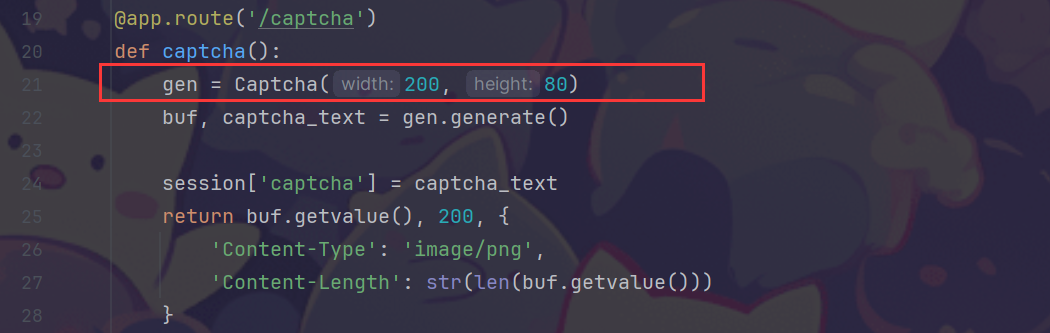 19 @app.route('/captcha')
20 def captcha():
21 gen = Captcha( width: 200, height: 80)
22 buf, captcha_text = gen.generate()
23
24 session['captcha'] = captcha_text
25 return buf.getvalue(), 200, {
26 'Content-Type': 'image/png',
27 'Content-Length': str(len(buf.getvalue()))
28 }